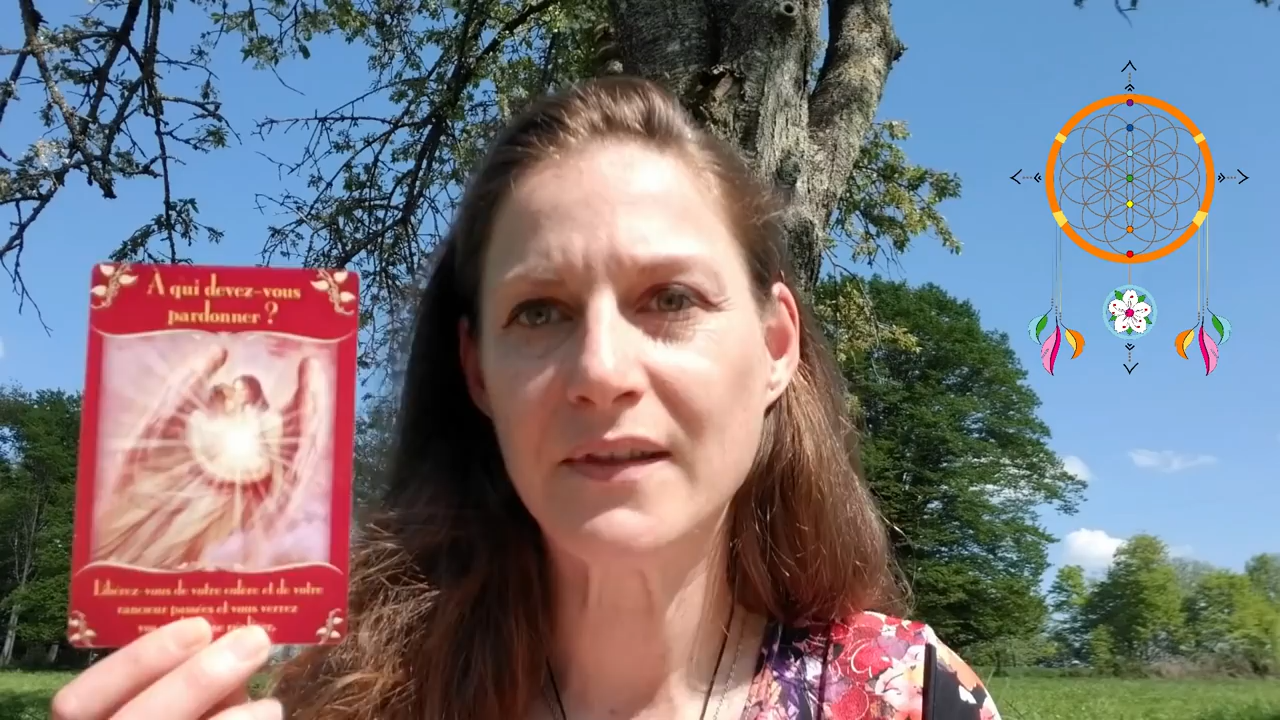 À qui devez-vous
pardonner ?
Libérez-vous de votre colère et de votre
rancœur passées et vous verrez